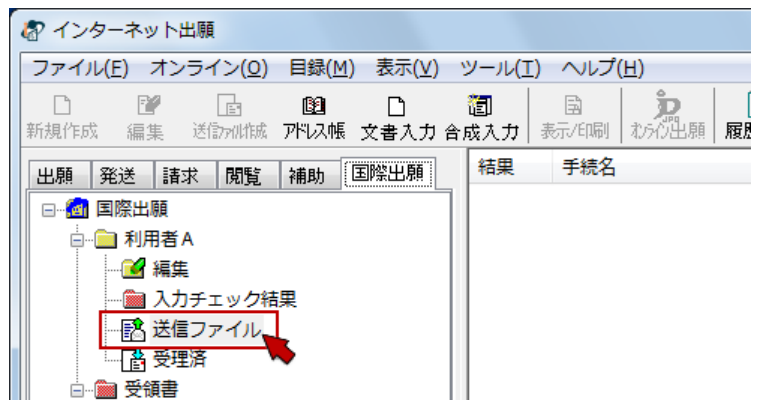 インターネット出願
ファイル(F) オンライン(O) 目録(M) 表示(V) ツール(T) ヘルプ(H)
新規作成 編集 送信ファイル作成 アドレス帳 文書入力 合成入力 表示/印刷 オンライン出願 履歴
出願 発送 請求 閲覧 補助 国際出願
結果 手続名
国際出願
利用者A
編集
入力チェック結果
送信ファイル
受理済
受領書